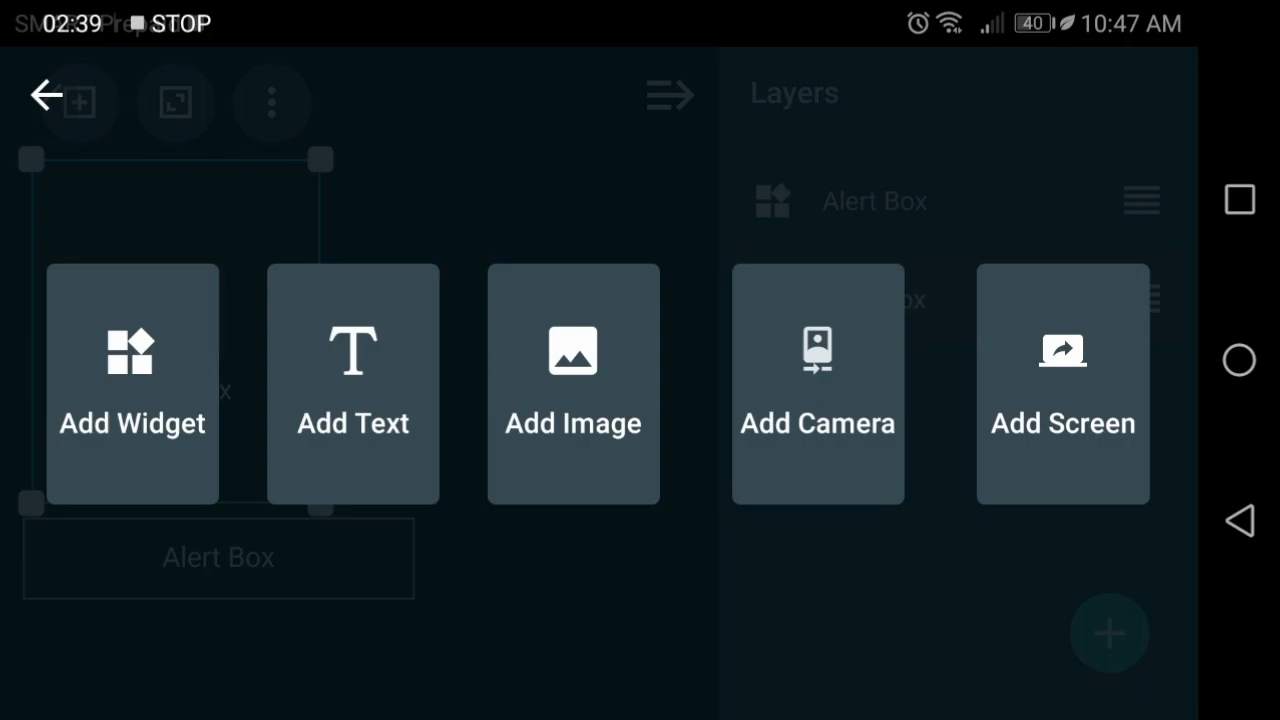 02:39 STOP 40 10:47 AM
Layers
Alert Box
Add Widget Add Text Add Image Add Camera Add Screen
Alert Box